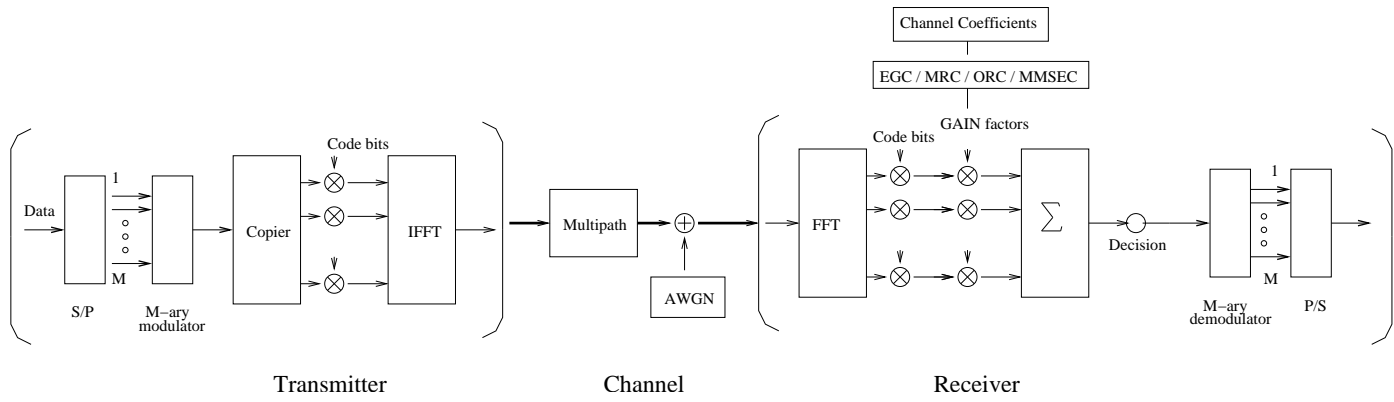 Channel Coefficients
EGC / MRC / ORC / MMSEC
GAIN factors
Code bits
Code bits
Data
1
M
S/P
M−ary
modulator
Copier
IFFT
Multipath
AWGN
FFT
∑
Decision
1
M
M−ary
demodulator
P/S
Transmitter
Channel
Receiver